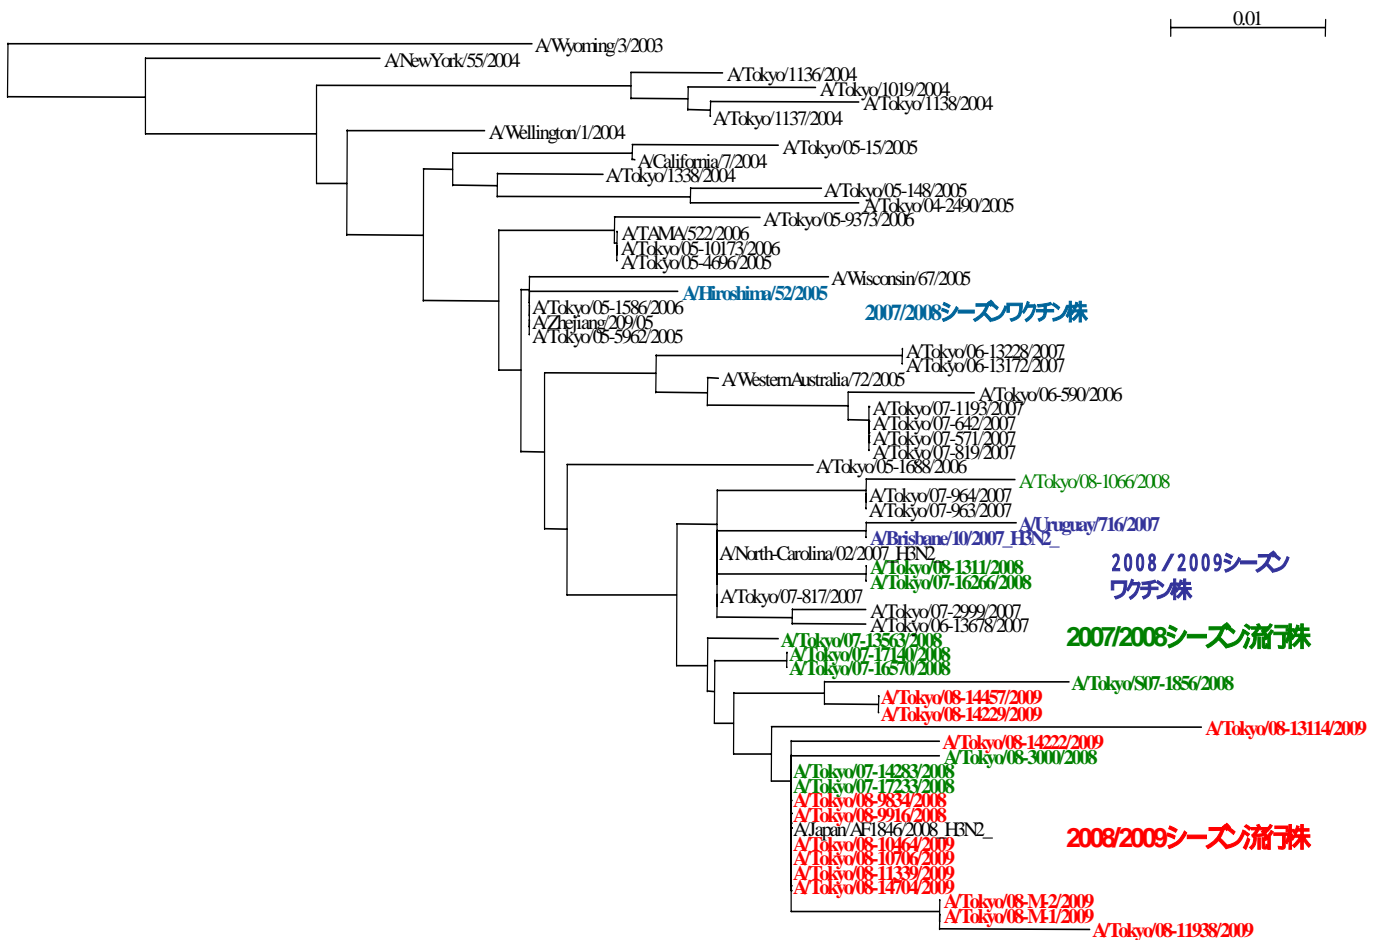 0.01
A/Wyoming/3/2003
A/NewYork/55/2004
A/Tokyo/1136/2004
A/Tokyo/1019/2004
A/Tokyo/1138/2004
A/Tokyo/1137/2004
A/Wellington/1/2004
A/Tokyo/05-15/2005
A/California/7/2004
A/Tokyo/1338/2004
A/Tokyo/05-148/2005
A/Tokyo/04-2490/2005
A/Tokyo/05-9373/2006
A/TAMA/522/2006
A/Tokyo/05-10173/2006
A/Tokyo/05-4696/2005
A/Wisconsin/67/2005
A/Hiroshima/52/2005
A/Tokyo/05-1586/2006
2007/2008シーズンワクチン株
A/Zhejiang/209/05
A/Tokyo/05-5962/2005
A/Tokyo/06-13228/2007
A/Tokyo/06-13172/2007
A/WesternAustralia/72/2005
A/Tokyo/06-590/2006
A/Tokyo/07-1193/2007
A/Tokyo/07-642/2007
A/Tokyo/07-571/2007
A/Tokyo/07-819/2007
A/Tokyo/05-1688/2006
A/Tokyo/08-1066/2008
A/Tokyo/07-964/2007
A/Tokyo/07-963/2007
A/Uruguay/716/2007
A/Brisbane/10/2007_H3N2_
A/North-Carolina/02/2007_H3N2_
2008／2009シーズン
ワクチン株
A/Tokyo/08-1311/2008
A/Tokyo/07-16266/2008
A/Tokyo/07-817/2007
A/Tokyo/07-2999/2007
A/Tokyo/06-13678/2007
2007/2008シーズン流行株
A/Tokyo/07-13563/2008
A/Tokyo/07-17140/2008
A/Tokyo/07-16570/2008
A/Tokyo/S07-1856/2008
A/Tokyo/08-14457/2009
A/Tokyo/08-14229/2009
A/Tokyo/08-13114/2009
A/Tokyo/08-14222/2009
A/Tokyo/08-3000/2008
A/Tokyo/07-14283/2008
A/Tokyo/07-17233/2008
A/Tokyo/08-9834/2008
A/Tokyo/08-9916/2008
A/Japan/AF1846/2008_H3N2_
2008/2009シーズン流行株
A/Tokyo/08-10464/2009
A/Tokyo/08-10706/2009
A/Tokyo/08-11339/2009
A/Tokyo/08-14704/2009
A/Tokyo/08-M-2/2009
A/Tokyo/08-M-1/2009
A/Tokyo/08-11938/2009